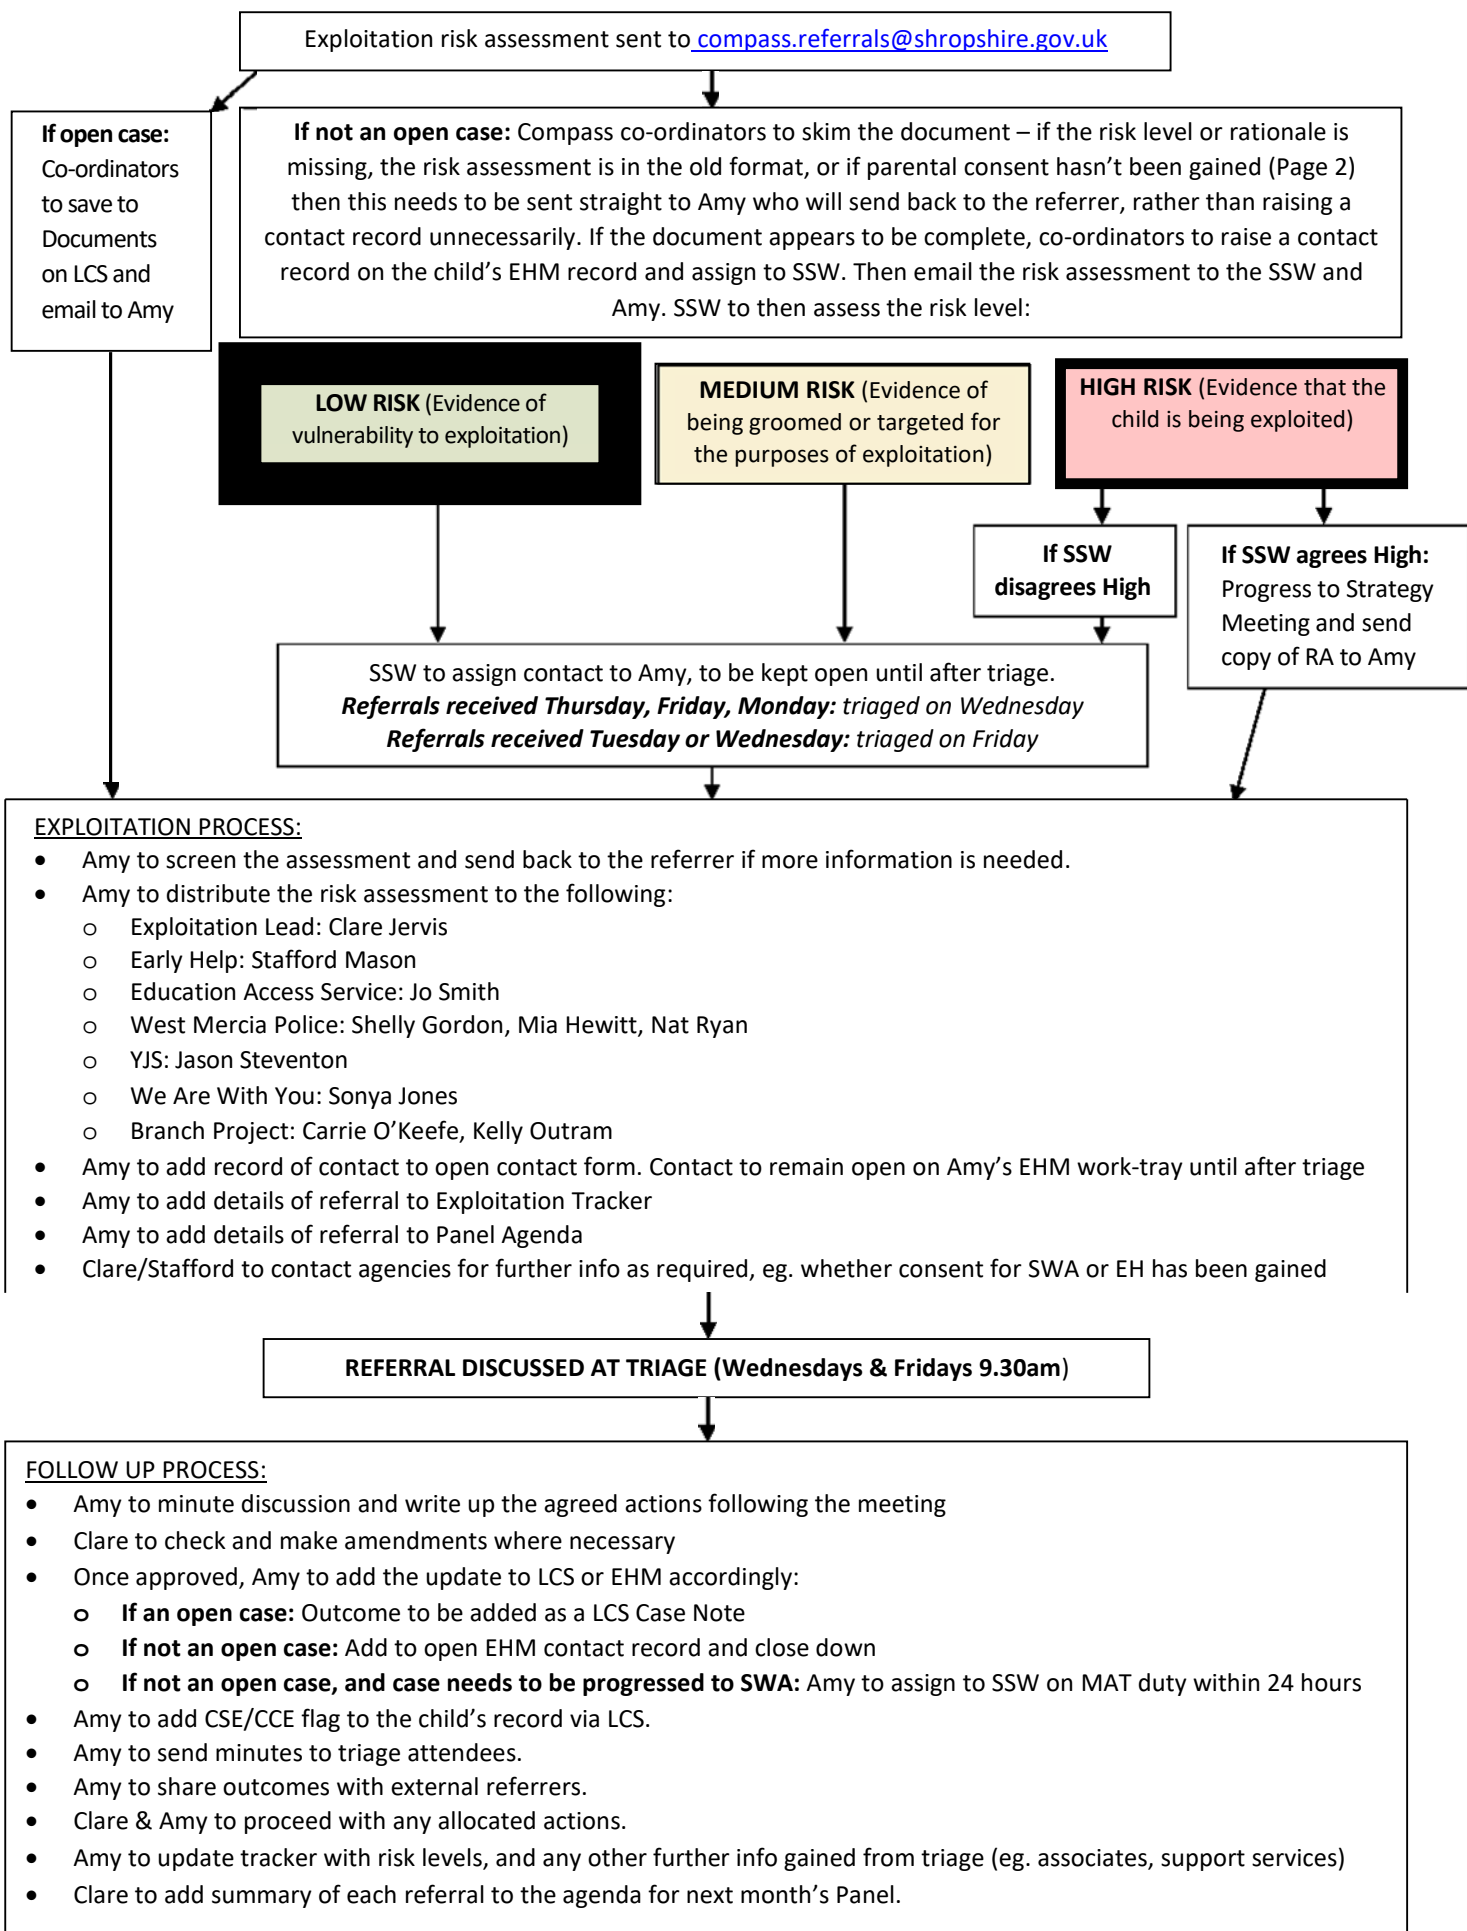 Exploitation risk assessment sent to compass.referrals@shropshire.gov.uk
If open case:
Co-ordinators
to save to
Documents
on LCS and
email to Amy
If not an open case: Compass co-ordinators to skim the document – if the risk level or rationale is
missing, the risk assessment is in the old format, or if parental consent hasn’t been gained (Page 2)
then this needs to be sent straight to Amy who will send back to the referrer, rather than raising a
contact record unnecessarily. If the document appears to be complete, co-ordinators to raise a contact
record on the child’s EHM record and assign to SSW. Then email the risk assessment to the SSW and
Amy. SSW to then assess the risk level:
LOW RISK (Evidence of
vulnerability to exploitation)
MEDIUM RISK (Evidence of
being groomed or targeted for
the purposes of exploitation)
HIGH RISK (Evidence that the
child is being exploited)
If SSW
disagrees High
If SSW agrees High:
Progress to Strategy
Meeting and send
copy of RA to Amy
SSW to assign contact to Amy, to be kept open until after triage.
Referrals received Thursday, Friday, Monday: triaged on Wednesday
Referrals received Tuesday or Wednesday: triaged on Friday
EXPLOITATION PROCESS:
• Amy to screen the assessment and send back to the referrer if more information is needed.
• Amy to distribute the risk assessment to the following:
o Exploitation Lead: Clare Jervis
o Early Help: Stafford Mason
o Education Access Service: Jo Smith
o West Mercia Police: Shelly Gordon, Mia Hewitt, Nat Ryan
o YJS: Jason Steventon
o We Are With You: Sonya Jones
o Branch Project: Carrie O’Keefe, Kelly Outram
• Amy to add record of contact to open contact form. Contact to remain open on Amy’s EHM work-tray until after triage
• Amy to add details of referral to Exploitation Tracker
• Amy to add details of referral to Panel Agenda
• Clare/Stafford to contact agencies for further info as required, eg. whether consent for SWA or EH has been gained
REFERRAL DISCUSSED AT TRIAGE (Wednesdays & Fridays 9.30am)
FOLLOW UP PROCESS:
• Amy to minute discussion and write up the agreed actions following the meeting
• Clare to check and make amendments where necessary
• Once approved, Amy to add the update to LCS or EHM accordingly:
o If an open case: Outcome to be added as a LCS Case Note
o If not an open case: Add to open EHM contact record and close down
o If not an open case, and case needs to be progressed to SWA: Amy to assign to SSW on MAT duty within 24 hours
• Amy to add CSE/CCE flag to the child’s record via LCS.
• Amy to send minutes to triage attendees.
• Amy to share outcomes with external referrers.
• Clare & Amy to proceed with any allocated actions.
• Amy to update tracker with risk levels, and any other further info gained from triage (eg. associates, support services)
• Clare to add summary of each referral to the agenda for next month’s Panel.